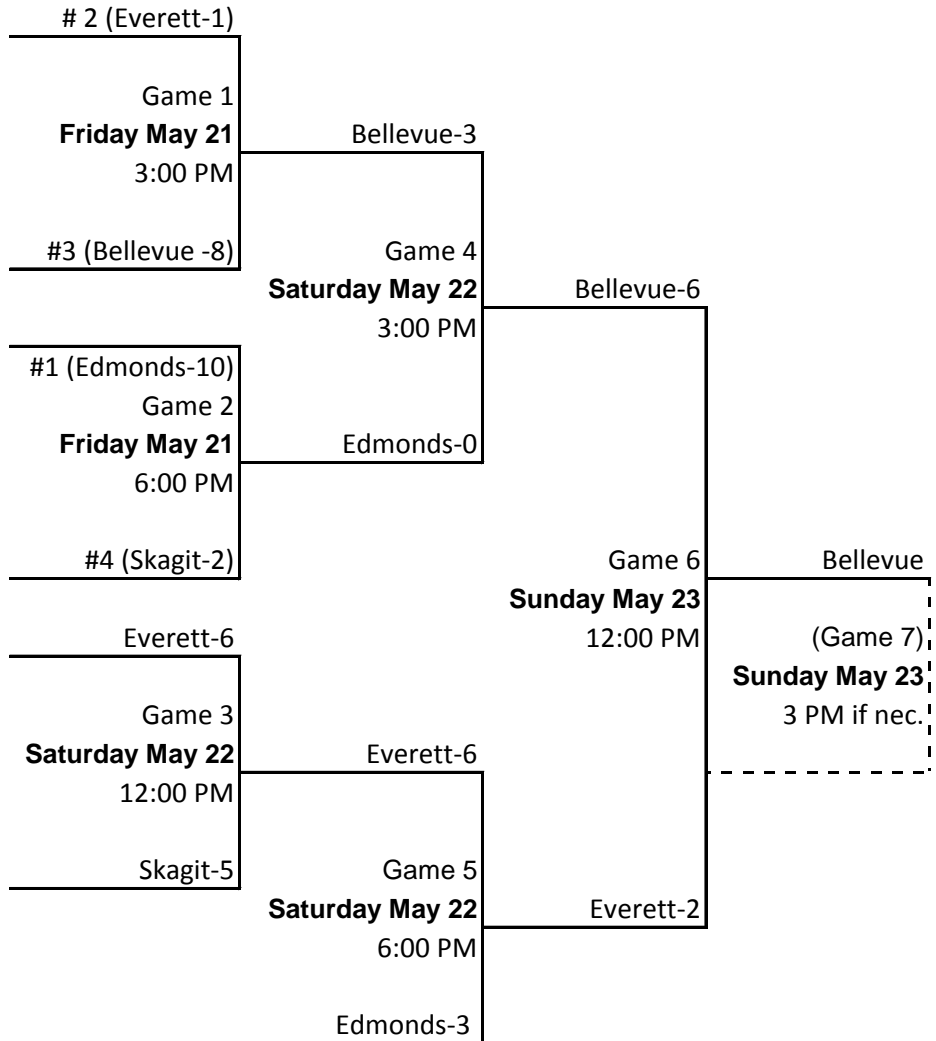 # 2 (Everett-1)
Game 1
Friday May 21
3:00 PM
Bellevue-3
#3 (Bellevue -8)
Game 4
Saturday May 22
3:00 PM
Bellevue-6
#1 (Edmonds-10)
Game 2
Friday May 21
6:00 PM
Edmonds-0
#4 (Skagit-2)
Game 6
Sunday May 23
12:00 PM
Bellevue
(Game 7)
Sunday May 23
3 PM if nec.
Everett-6
Game 3
Saturday May 22
12:00 PM
Everett-6
Skagit-5
Game 5
Saturday May 22
6:00 PM
Everett-2
Edmonds-3